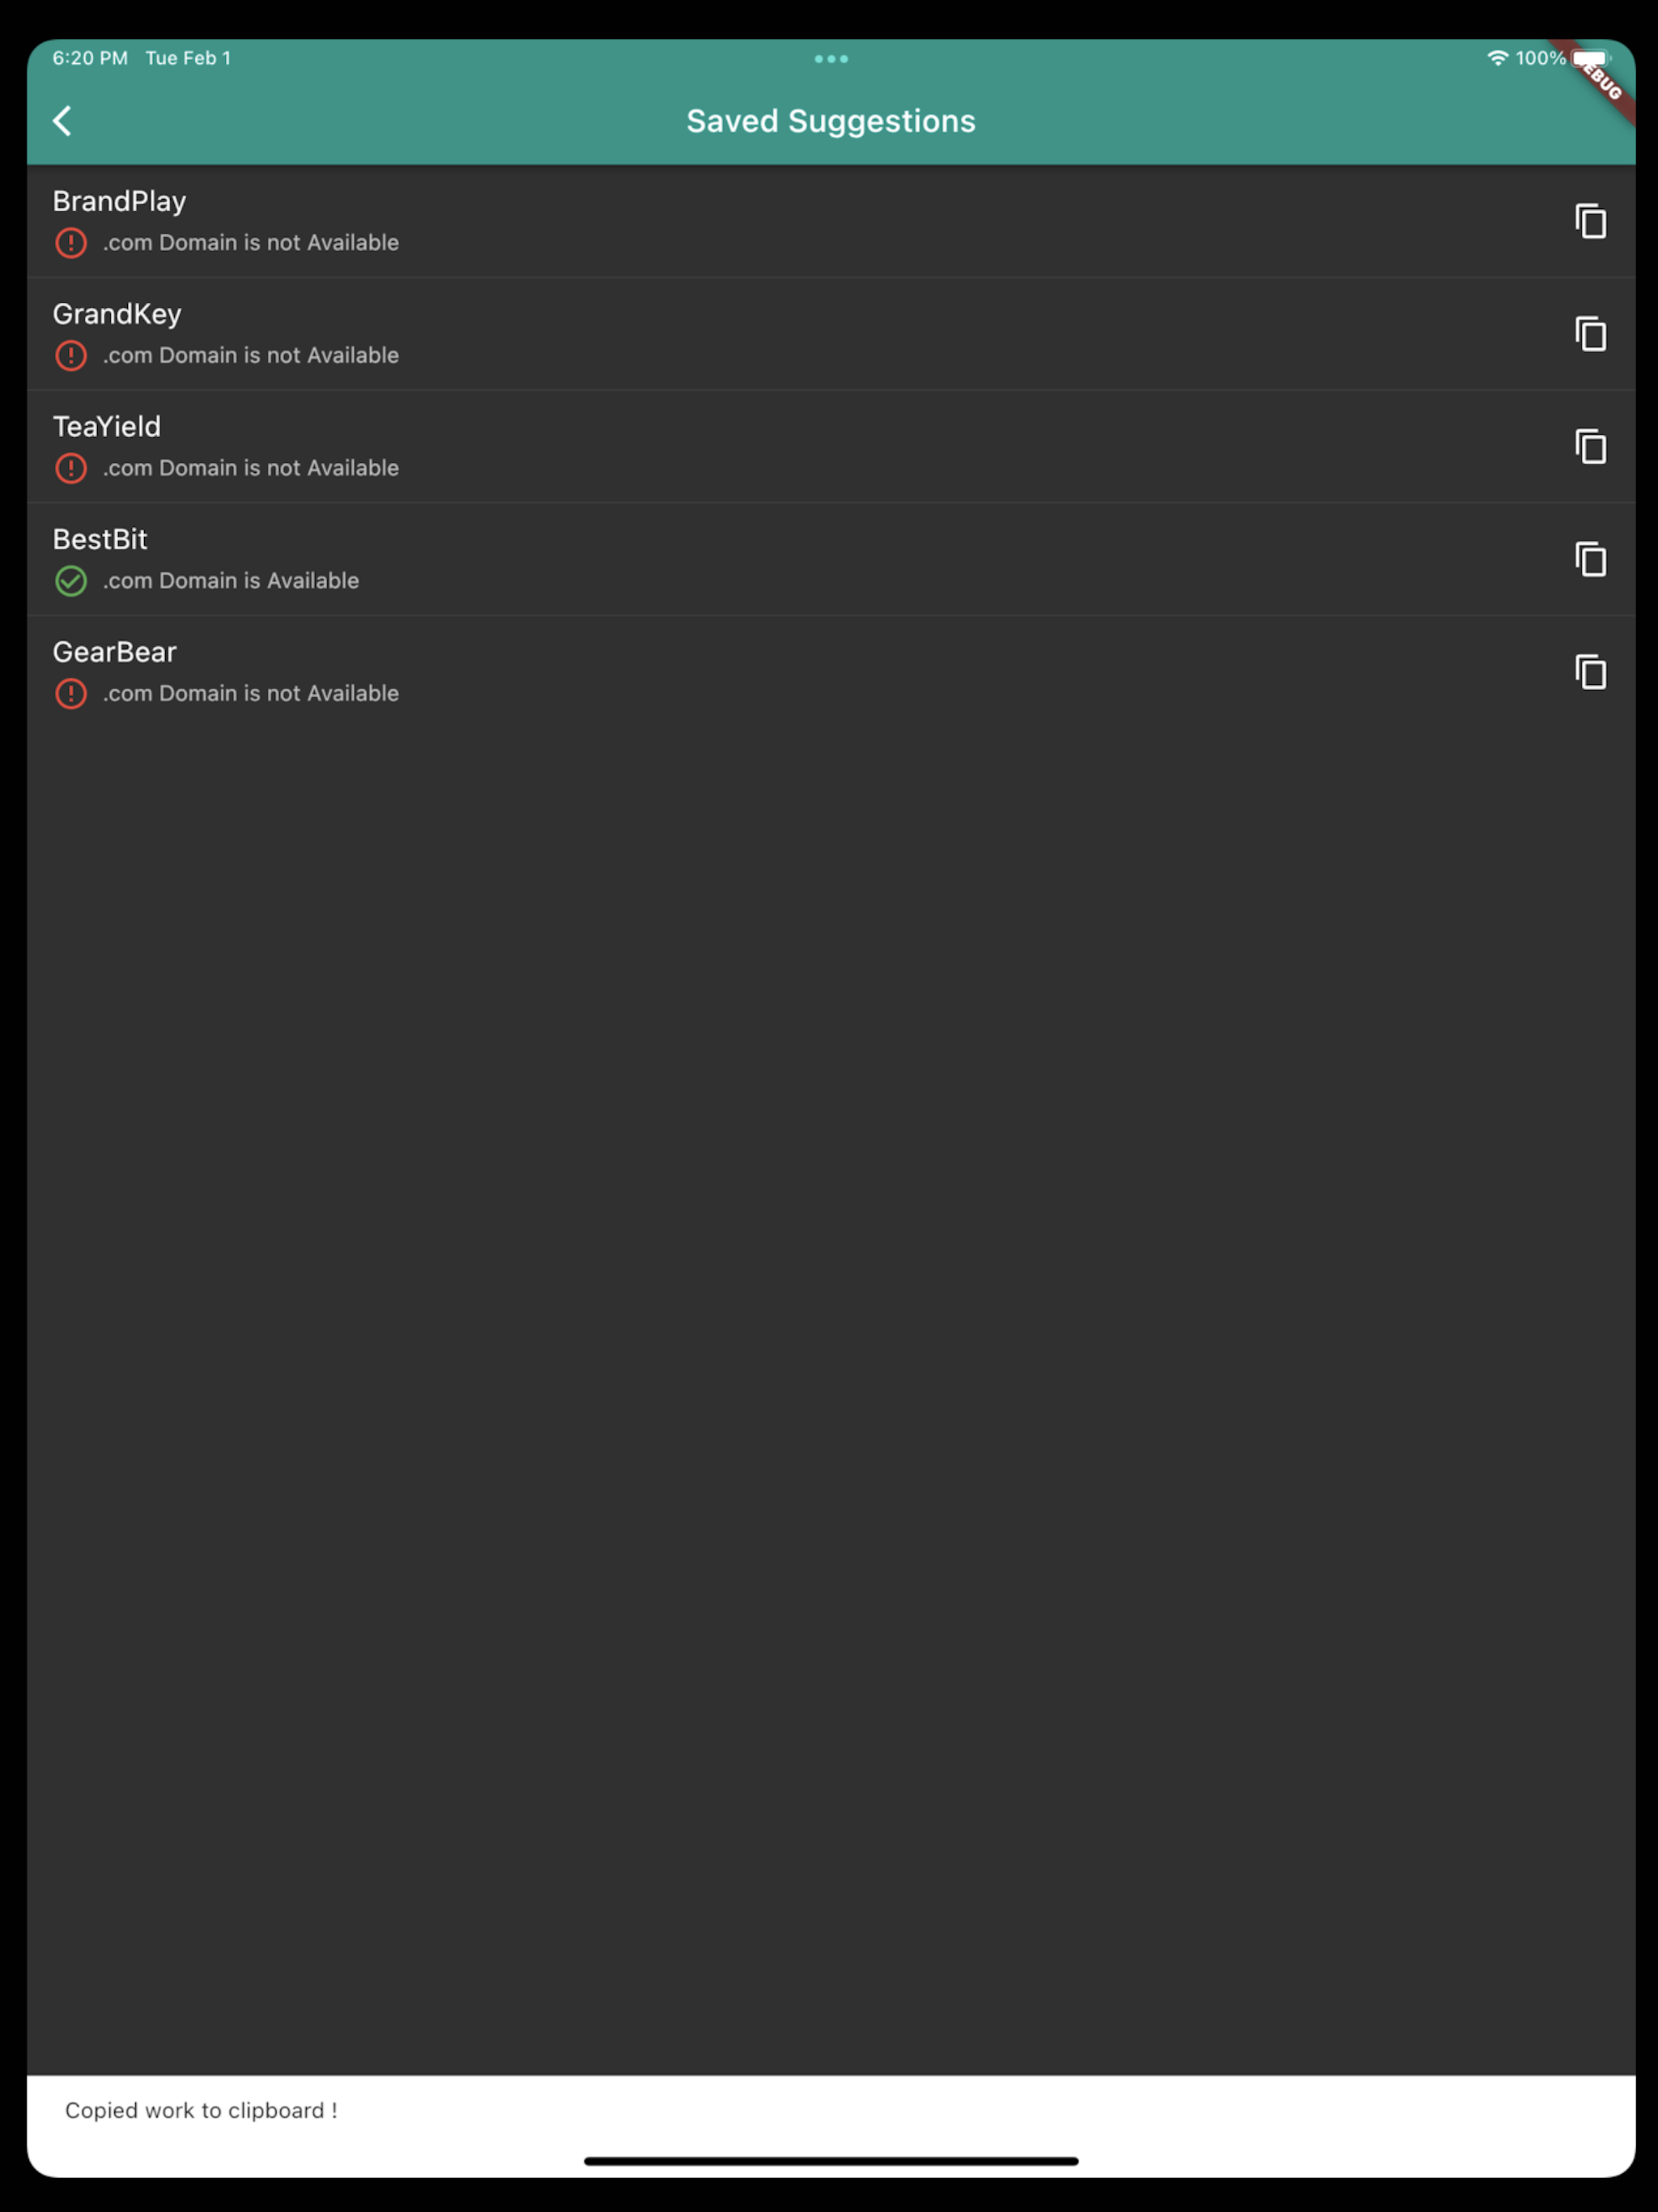 6:20 PM Tue Feb 1
100%
EBUG
Saved Suggestions
BrandPlay
.com Domain is not Available
GrandKey
.com Domain is not Available
TeaYield
.com Domain is not Available
BestBit
.com Domain is Available
GearBear
.com Domain is not Available
Copied work to clipboard !